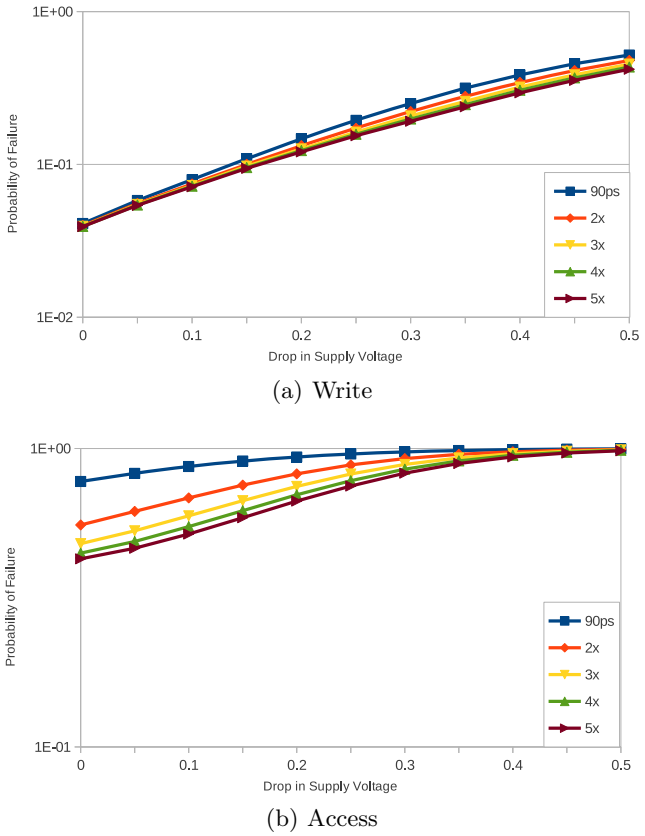 1E+00
Probability of Failure
1E-01
90ps
2x
3x
4x
5x
1E-02
0 0.1 0.2 0.3 0.4 0.5
Drop in Supply Voltage
(a) Write
1E+00
Probability of Failure
90ps
2x
3x
4x
5x
1E-01
0 0.1 0.2 0.3 0.4 0.5
Drop in Supply Voltage
(b) Access